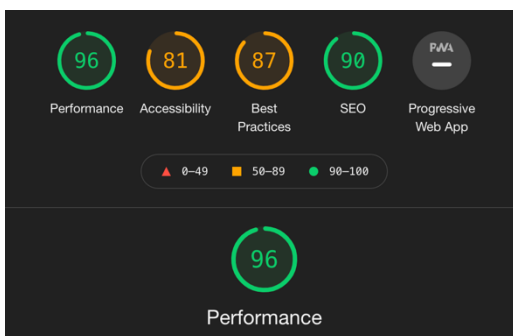 96
81
87
90
PWA
Performance
Accessibility
Best
Practices
SEO
Progressive
Web App
0–49
50–89
90–100
96
Performance